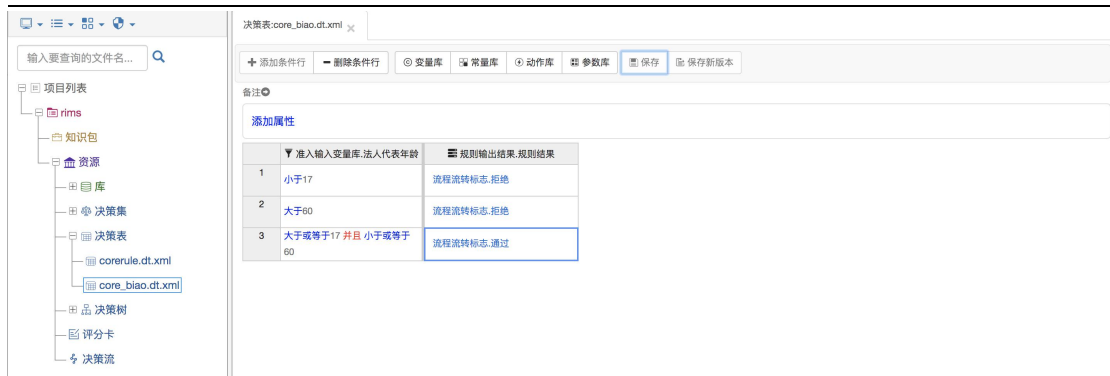 决策表:core_biao.dt.xml
输入要查询的文件名...
添加条件行 删除条件行 变量库 常量库 动作库 参数库 保存 保存新版本
备注
添加属性
项目列表
rims
知识包
资源
库
决策集
决策表
corerule.dt.xml
core_biao.dt.xml
决策树
评分卡
决策流
准入输入变量库.法人代表年龄 规则输出结果.规则结果
1 小于17 流程流转标志.拒绝
2 大于60 流程流转标志.拒绝
3 大于或等于17 并且 小于或等于 流程流转标志.通过
60